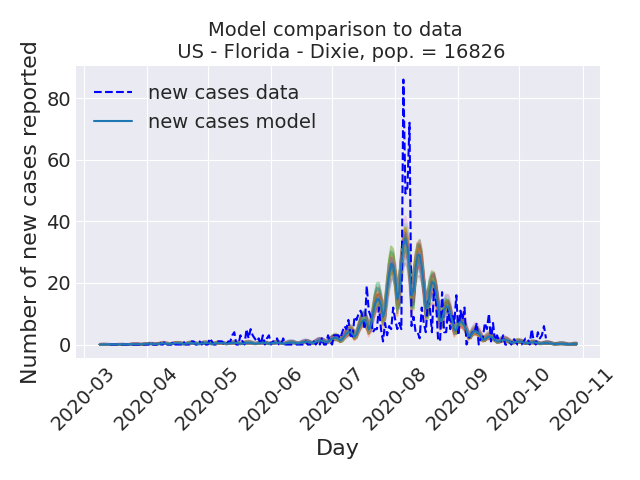 Model comparison to data
US - Florida - Dixie, pop. = 16826
Number of new cases reported
80
60
40
20
0
new cases data
new cases model
2020-03
2020-04
2020-05
2020-06
2020-07
2020-08
2020-09
2020-10
2020-11
Day